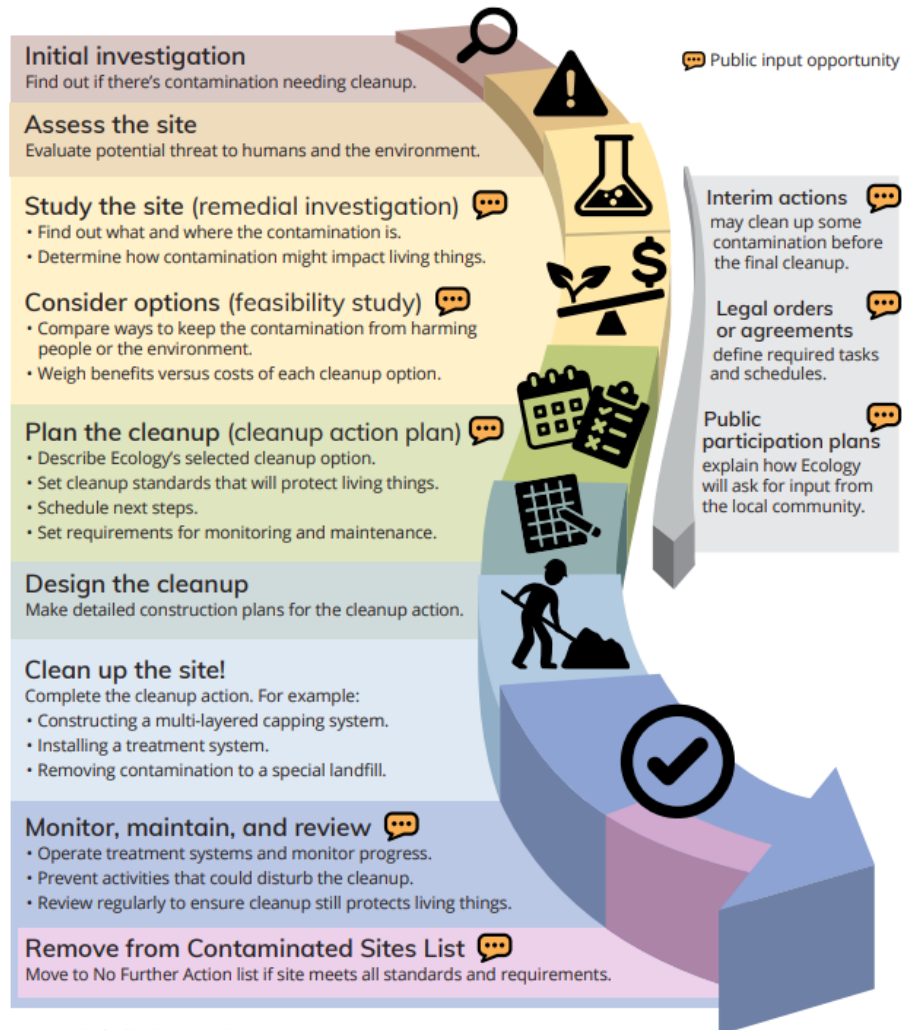 Initial investigation
Find out if there's contamination needing cleanup.
Public input opportunity
Assess the site
Evaluate potential threat to humans and the environment.
Study the site (remedial investigation)
• Find out what and where the contamination is.
• Determine how contamination might impact living things.
Consider options (feasibility study)
• Compare ways to keep the contamination from harming
people or the environment.
• Weigh benefits versus costs of each cleanup option.
Plan the cleanup (cleanup action plan)
• Describe Ecology's selected cleanup option.
• Set cleanup standards that will protect living things.
• Schedule next steps.
• Set requirements for monitoring and maintenance.
Design the cleanup
Make detailed construction plans for the cleanup action.
Clean up the site!
Complete the cleanup action. For example:
• Constructing a multi-layered capping system.
• Installing a treatment system.
• Removing contamination to a special landfill.
Monitor, maintain, and review
• Operate treatment systems and monitor progress.
• Prevent activities that could disturb the cleanup.
• Review regularly to ensure cleanup still protects living things.
Remove from Contaminated Sites List
Move to No Further Action list if site meets all standards and requirements.
Interim actions
may clean up some
contamination before
the final cleanup.
Legal orders
or agreements
define required tasks
and schedules.
Public
participation plans
explain how Ecology
will ask for input from
the local community.
$